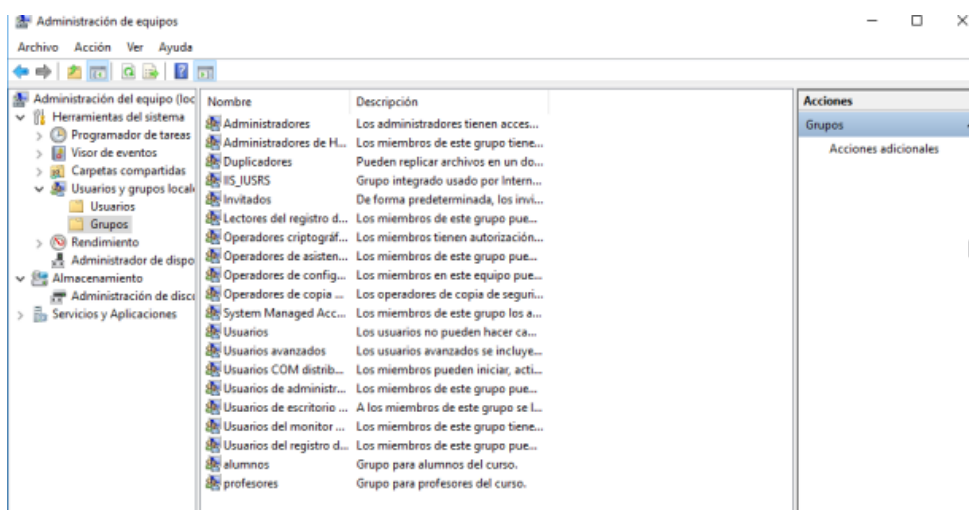 Administración de equipos
Archivo Acción Ver Ayuda
Administración del equipo (loc
Herramientas del sistema
Programador de tareas
Visor de eventos
Carpetas compartidas
Usuarios y grupos local
Usuarios
Grupos
Rendimiento
Administrador de dispo
Almacenamiento
Administración de disc
Servicios y Aplicaciones
Nombre Descripción
Administradores Los administradores tienen acces...
Administradores de H... Los miembros de este grupo tiene...
Duplicadores Pueden replicar archivos en un do...
IIS_IUSRS Grupo integrado usado por Intern...
Invitados De forma predeterminada, los invi...
Lectores del registro d... Los miembros de este grupo pue...
Operadores criptográf... Los miembros tienen autorización...
Operadores de asisten... Los miembros de este grupo pue...
Operadores de config... Los miembros en este equipo pue...
Operadores de copia ... Los operadores de copia de seguri...
System Managed Acc... Los miembros de este grupo los a...
Usuarios Los usuarios no pueden hacer ca...
Usuarios avanzados Los usuarios avanzados se incluye...
Usuarios COM distrib... Los miembros pueden iniciar, acti...
Usuarios de administr... Los miembros de este grupo pue...
Usuarios de escritorio ... A los miembros de este grupo se l...
Usuarios del monitor ... Los miembros de este grupo tiene...
Usuarios del registro d... Los miembros de este grupo pue...
alumnos Grupo para alumnos del curso.
profesores Grupo para profesores del curso.
Acciones
Grupos
Acciones adicionales